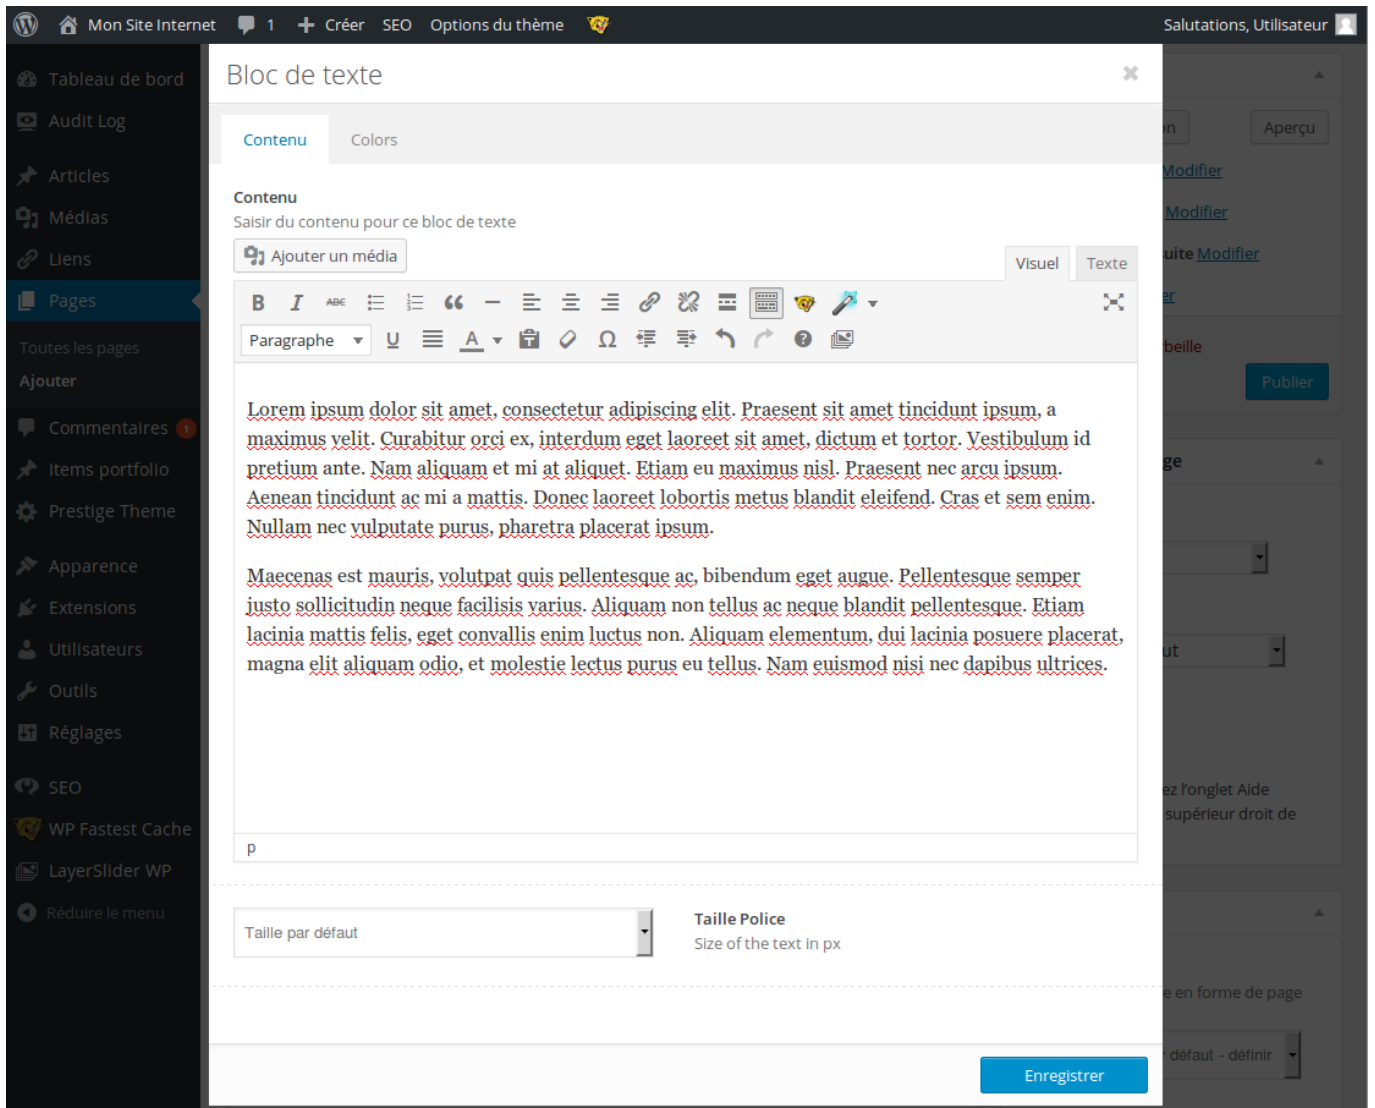 Mon Site Internet 1 Créer SEO Options du thème Salutations, Utilisateur
Tableau de bord
Audit Log
Articles
Médias
Liens
Pages
Toutes les pages
Ajouter
Commentaires 1
Items portfolio
Prestige Theme
Apparence
Extensions
Utilisateurs
Outils
Réglages
SEO
WP Fastest Cache
LayerSlider WP
Réduire le menu
Bloc de texte
Contenu Colors
Contenu
Saisir du contenu pour ce bloc de texte
Ajouter un média
Visuel Texte
B I ABC
Paragraphe U A T Ω
Lorem ipsum dolor sit amet, consectetur adipiscing elit. Praesent sit amet tincidunt ipsum, a
maximus velit. Curabitur orci ex, interdum eget laoreet sit amet, dictum et tortor. Vestibulum id
pretium ante. Nam aliquam et mi at aliquet. Etiam eu maximus nisl. Praesent nec arcu ipsum.
Aenean tincidunt ac mi a mattis. Donec laoreet lobortis metus blandit eleifend. Cras et sem enim.
Nullam nec vulputate purus, pharetra placerat ipsum.
Maecenas est mauris, volutpat quis pellentesque ac, bibendum eget augue. Pellentesque semper
justo sollicitudin neque facilisis varius. Aliquam non tellus ac neque blandit pellentesque. Etiam
lacinia mattis felis, eget convallis enim luctus non. Aliquam elementum, dui lacinia posuere placerat,
magna elit aliquam odio, et molestie lectus purus eu tellus. Nam euismod nisi nec dapibus ultrices.
p
Taille par défaut
Taille Police
Size of the text in px
Enregistrer
on Aperçu
Modifier
Modifier
uite Modifier
er
beille
Publier
ge
ut
ez l'onglet Aide
supérieur droit de
e en forme de page
défaut - définir